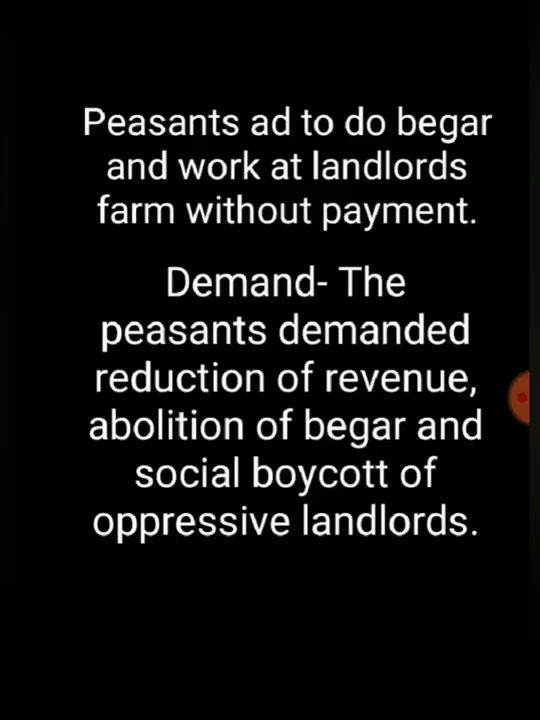 Peasants ad to do begar
and work at landlords
farm without payment.
Demand- The
peasants demanded
reduction of revenue,
abolition of begar and
social boycott of
oppressive landlords.